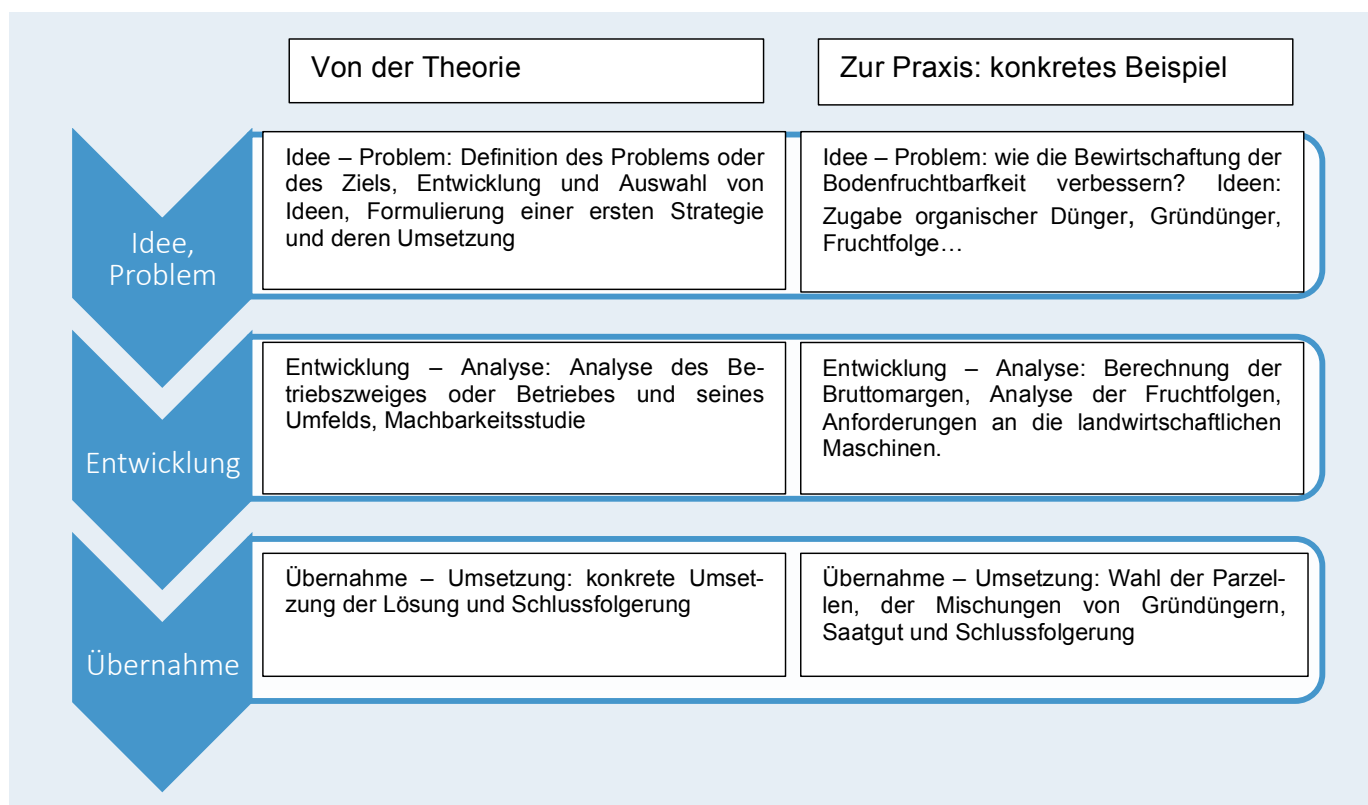 Von der Theorie
Zur Praxis: konkretes Beispiel
Idee,
Problem
Idee – Problem: Definition des Problems oder
des Ziels, Entwicklung und Auswahl von
Ideen, Formulierung einer ersten Strategie
und deren Umsetzung
Idee – Problem: wie die Bewirtschaftung der
Bodenfruchtbarfkeit verbessern? Ideen:
Zugabe organischer Dünger, Gründünger,
Fruchtfolge…
Entwicklung
Entwicklung – Analyse: Analyse des Be-
triebszweiges oder Betriebes und seines
Umfelds, Machbarkeitsstudie
Entwicklung – Analyse: Berechnung der
Bruttomargen, Analyse der Fruchtfolgen,
Anforderungen an die landwirtschaftlichen
Maschinen.
Übernahme
Übernahme – Umsetzung: konkrete Umset-
zung der Lösung und Schlussfolgerung
Übernahme – Umsetzung: Wahl der Parzel-
len, der Mischungen von Gründüngern,
Saatgut und Schlussfolgerung